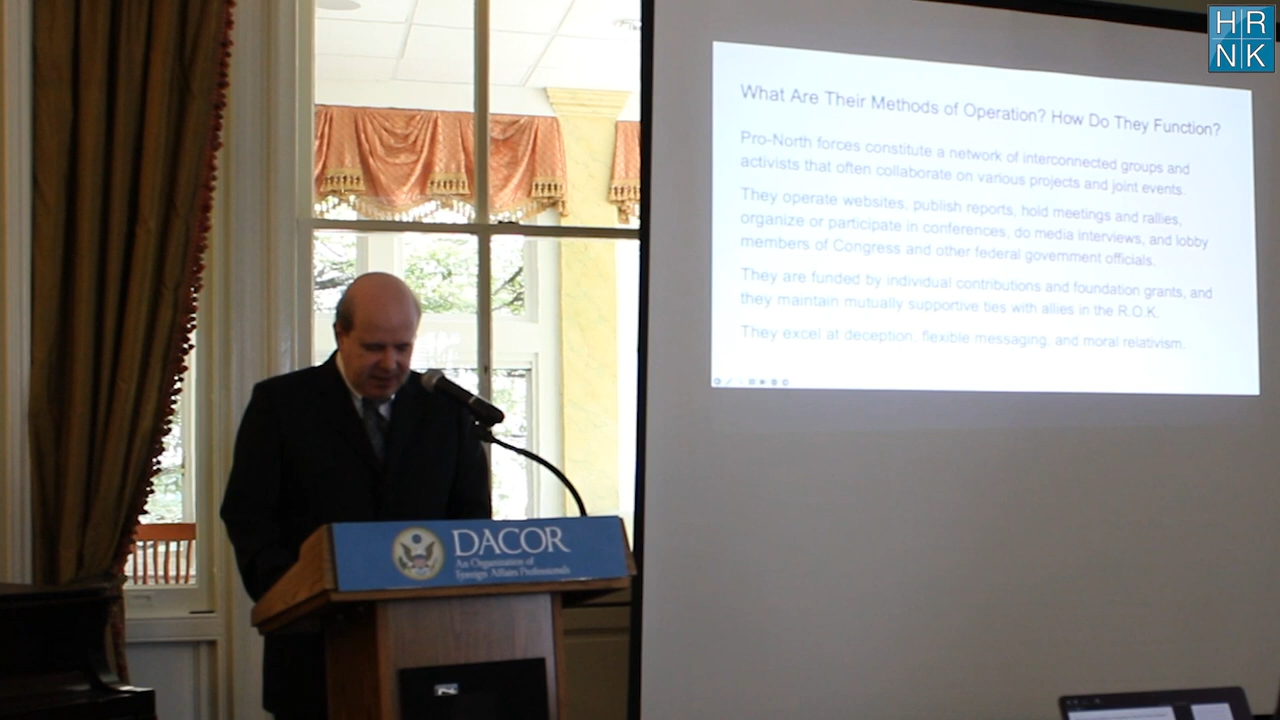 HR
NK
What Are Their Methods of Operation? How Do They Function?
Pro-North forces constitute a network of interconnected groups and
activists that often collaborate on various projects and joint events.
They operate websites, publish reports, hold meetings and rallies,
organize or participate in conferences, do media interviews, and lobby
members of Congress and other federal government officials.
They are funded by individual contributions and foundation grants, and
they maintain mutually supportive ties with allies in the R.O.K.
They excel at deception, flexible messaging, and moral relativism.
DACOR
An Organization of
Foreign Affairs Professionals